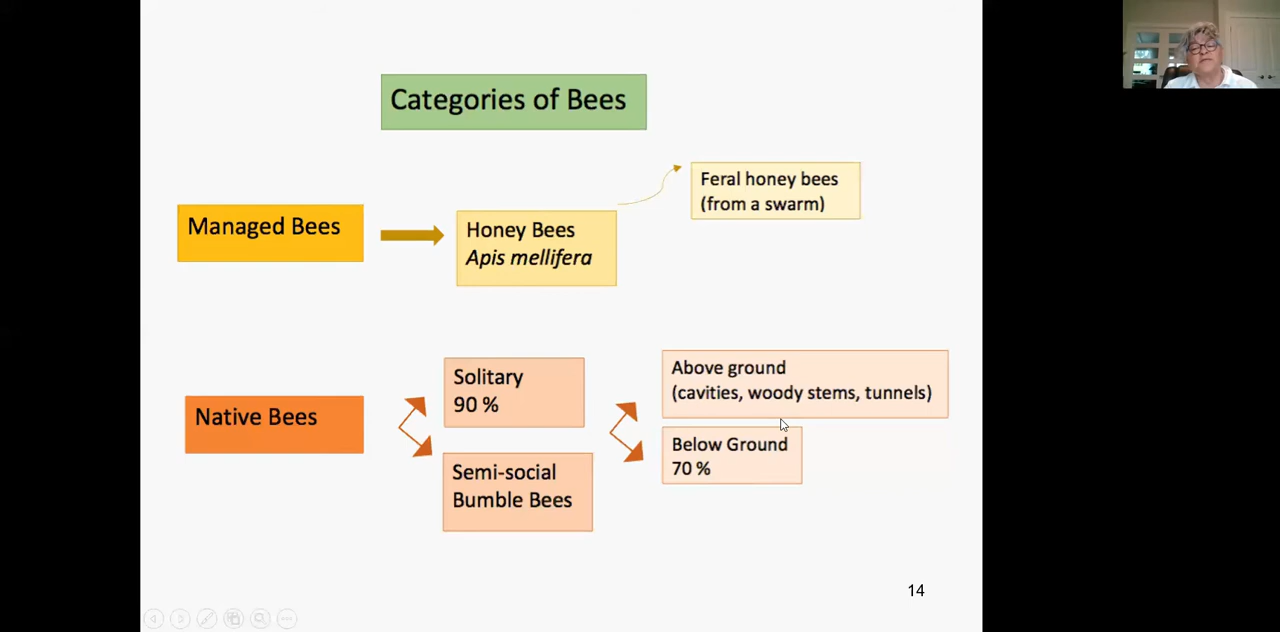 Categories of Bees
Feral honey bees
(from a swarm)
Managed Bees
Honey Bees
Apis mellifera
Solitary
90 %
Above ground
(cavities, woody stems, tunnels)
Native Bees
Below Ground
70 %
Semi-social
Bumble Bees
14